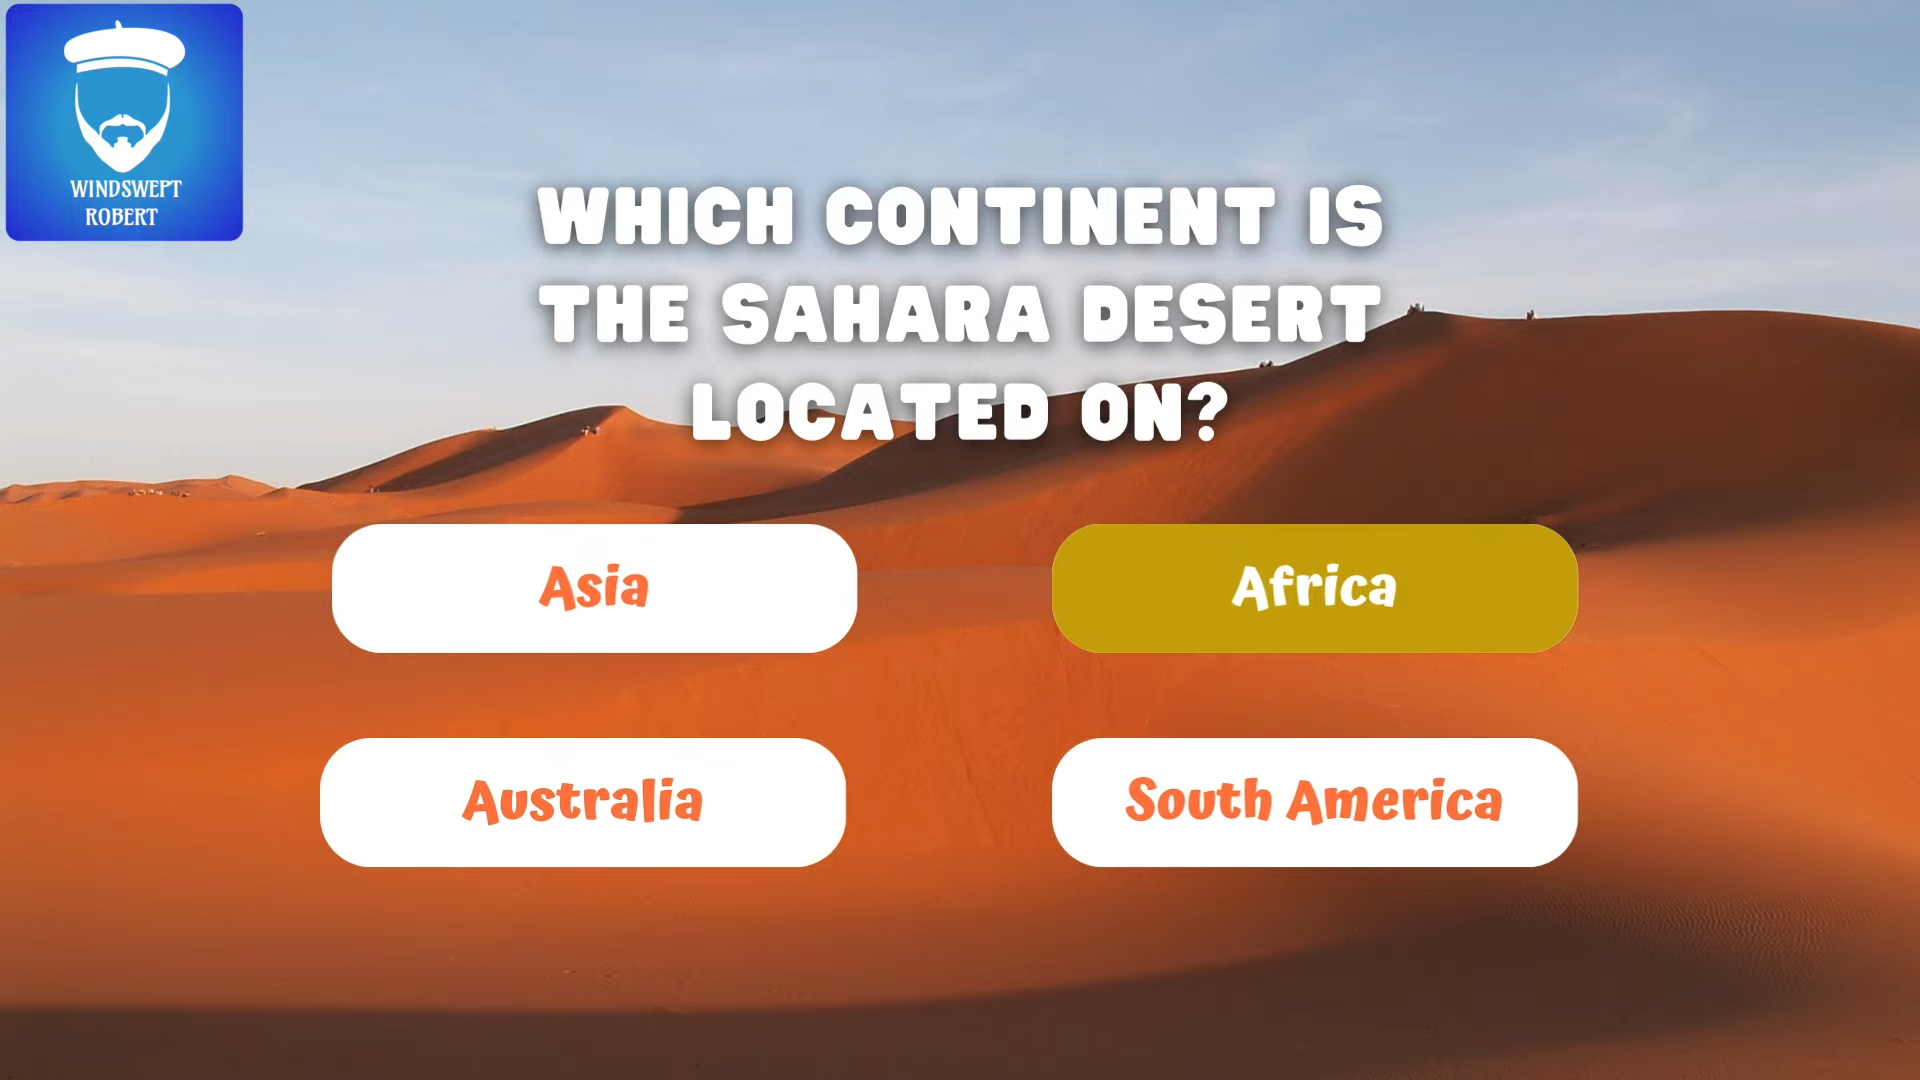 WINDSWEPT
ROBERT
WHICH CONTINENT IS
THE SAHARA DESERT
LOCATED ON?
Asia
Africa
Australia
South America